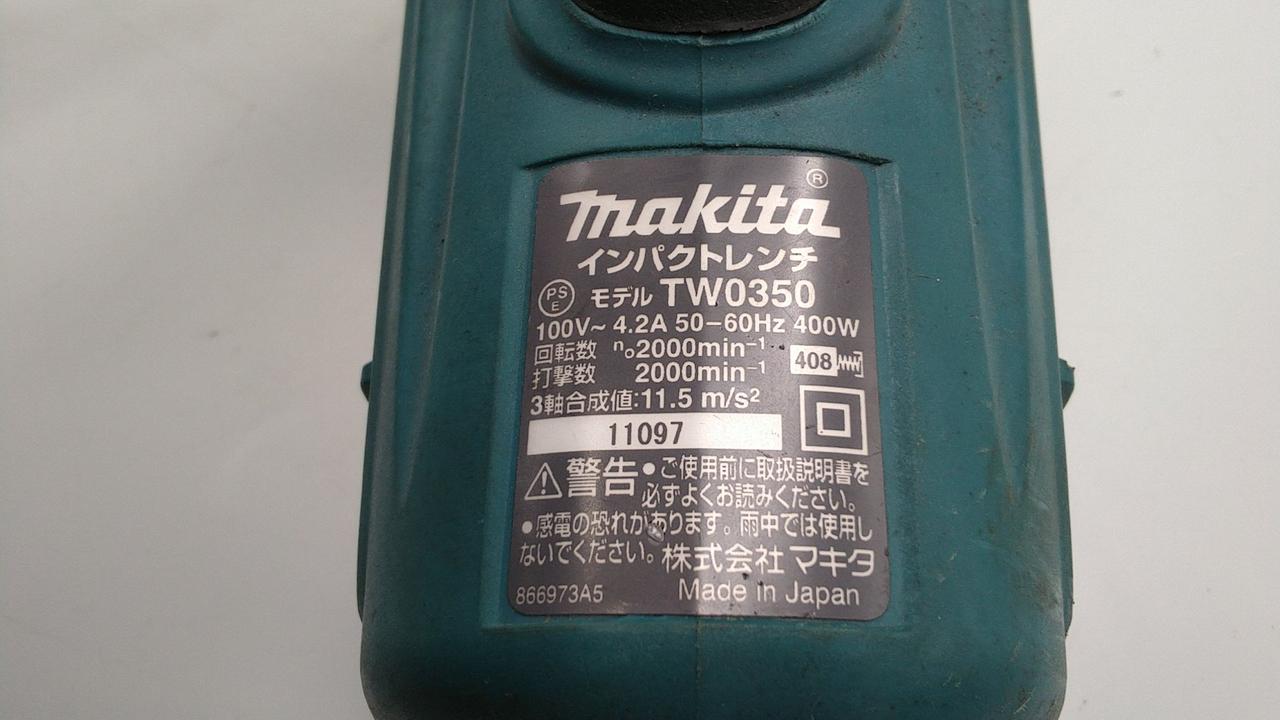 makita®
インパクトレンチ
PS
E
モデル TW0350
100V~ 4.2A 50-60Hz 400W
回転数 n₀2000min⁻¹
打撃数 2000min⁻¹
408
3軸合成値:11.5 m/s²
11097
警告 •ご使用前に取扱説明書を
必ずよくお読みください。
•感電の恐れがあります。雨中では使用し
ないでください。
株式会社 マキタ
866973A5
Made in Japan